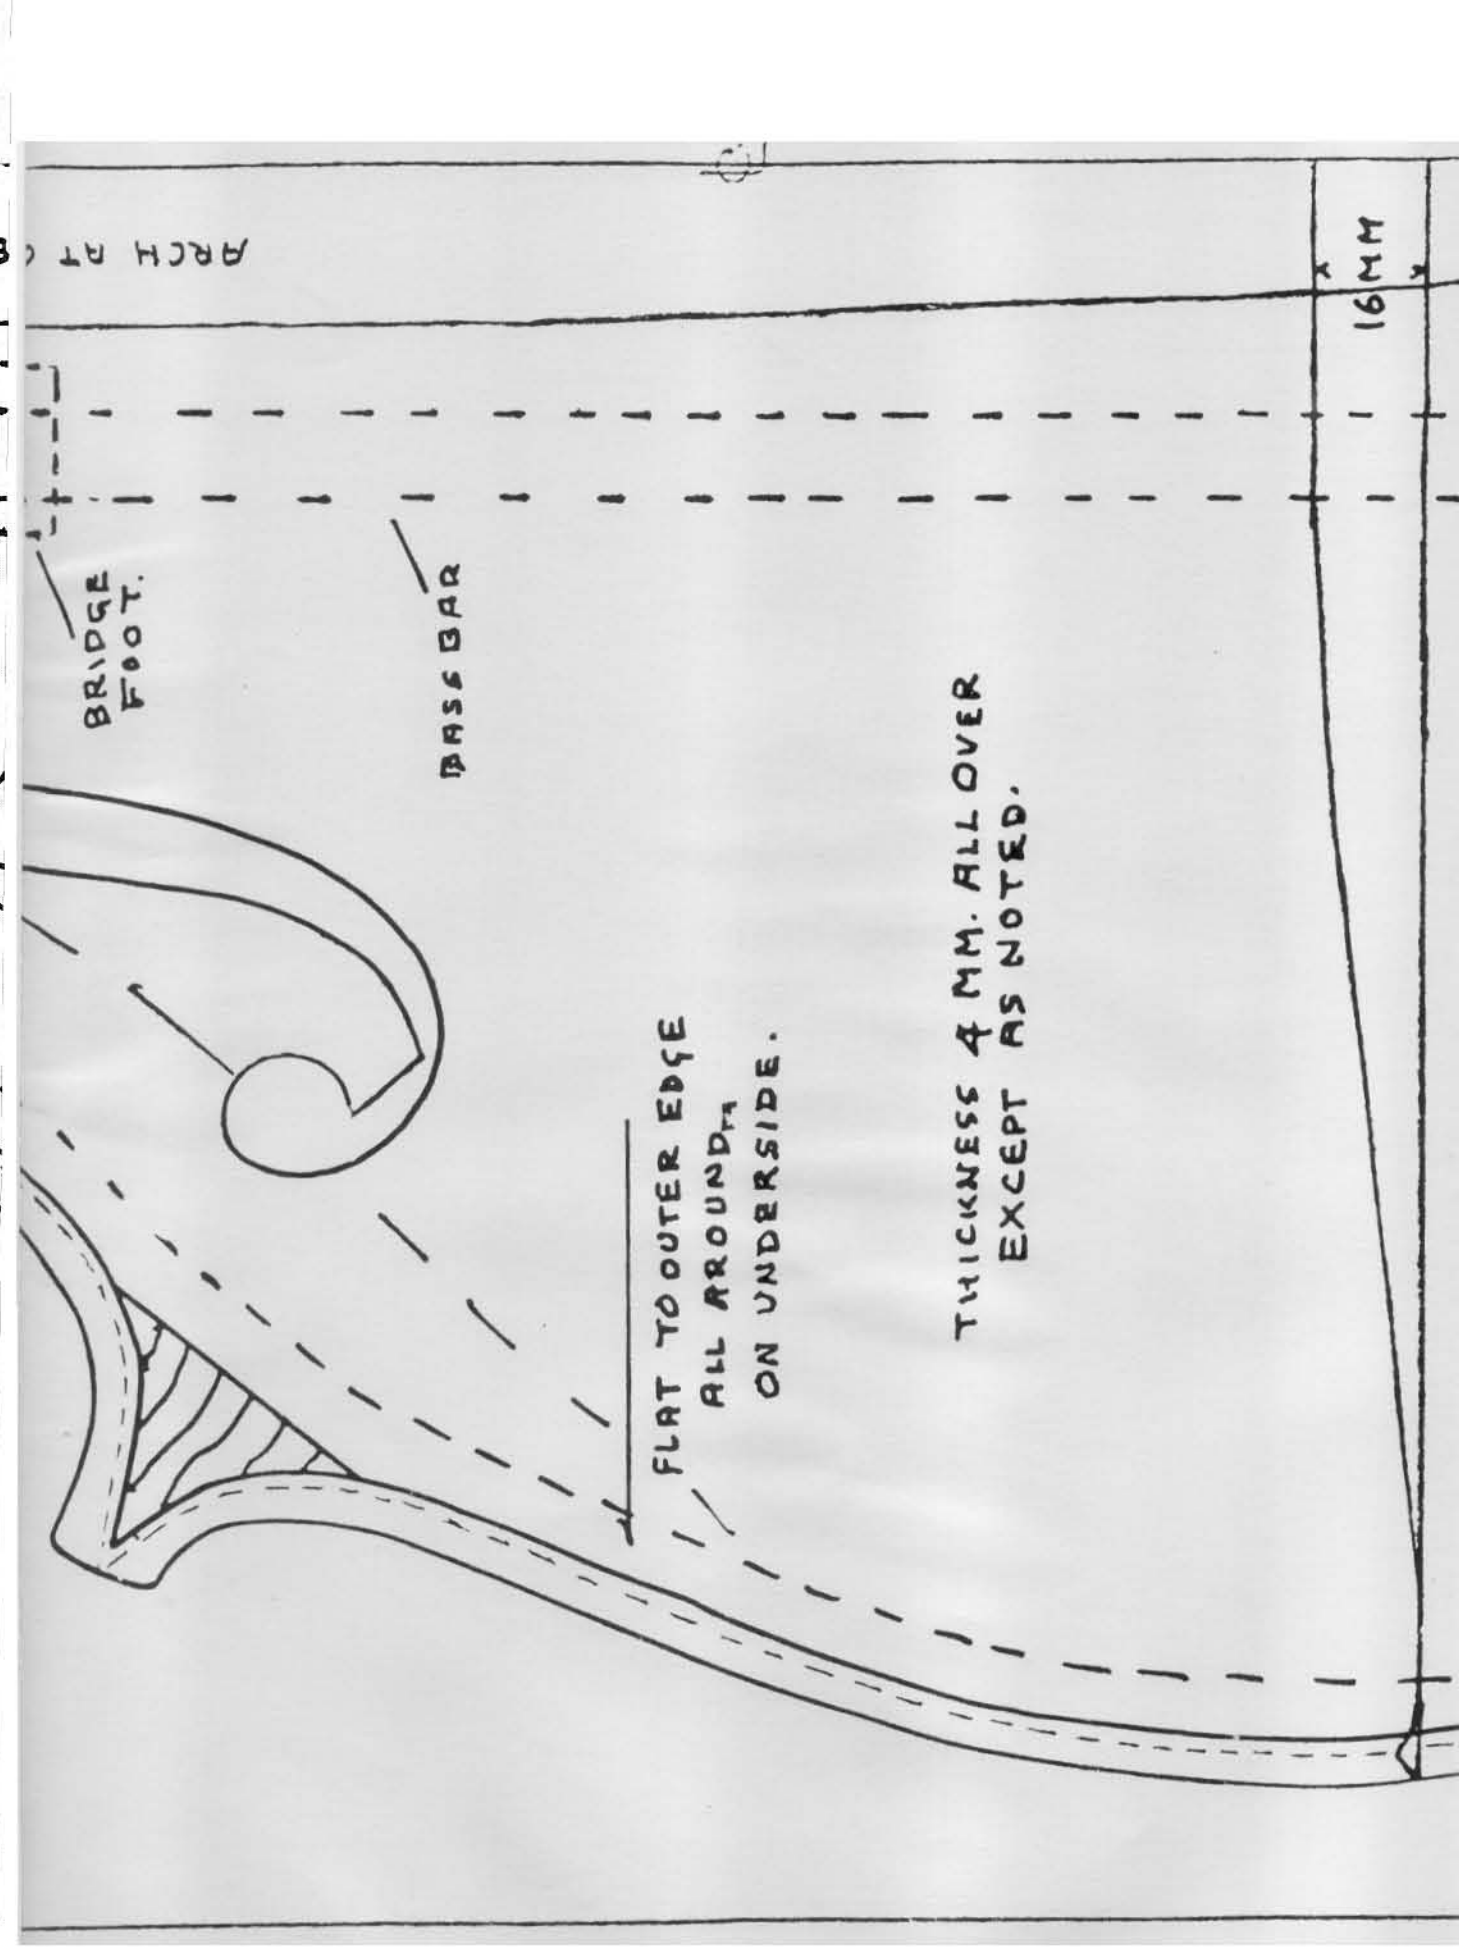 ARCH AT
16MM
BRIDGE
FOOT.
BASS BAR
FLAT TO OUTER EDGE
ALL AROUND
ON UNDERSIDE.
THICKNESS 4 MM. ALL OVER
EXCEPT AS NOTED.